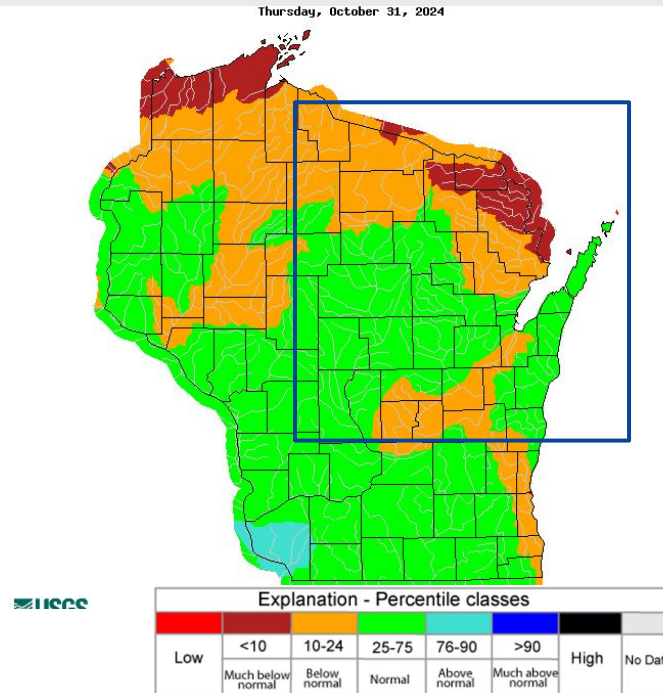 Thursday, October 31, 2024
USGS
Explanation - Percentile classes
Low <10 10-24 25-75 76-90 >90 High No Dat
Much below normal Below normal Normal Above normal Much above normal